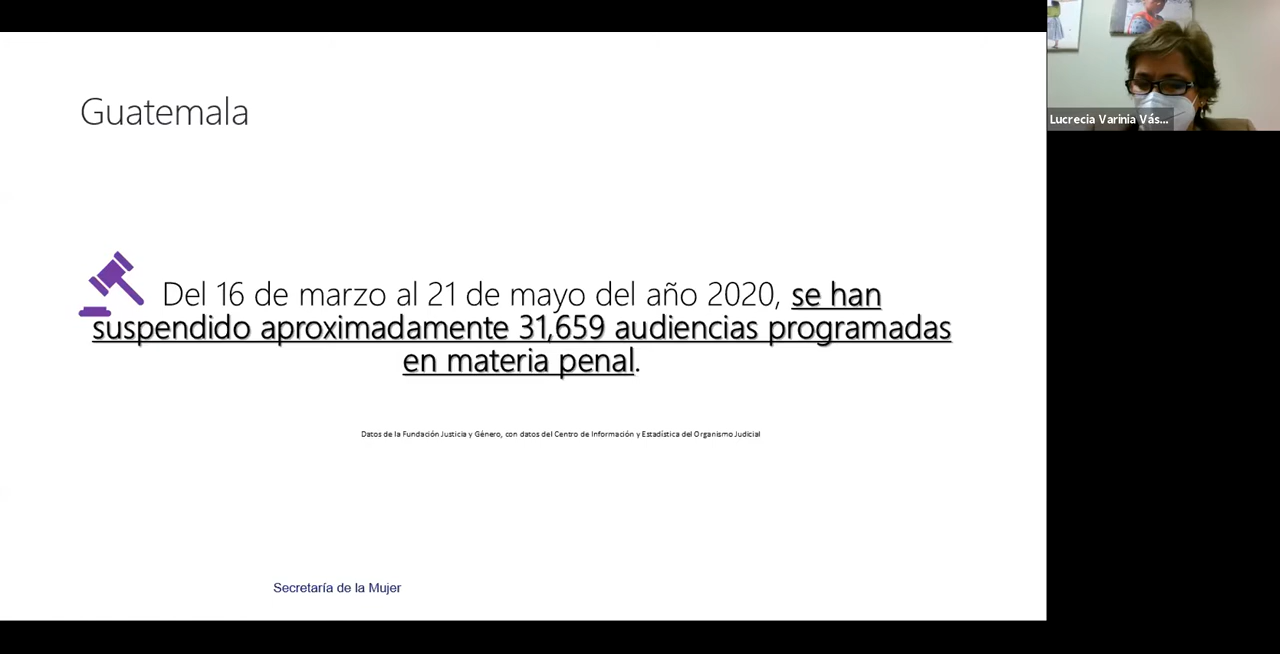 Guatemala
Del 16 de marzo al 21 de mayo del año 2020, se han
suspendido aproximadamente 31,659 audiencias programadas
en materia penal.
Datos de la Fundación Justicia y Género, con datos del Centro de Información y Estadística del Organismo Judicial
Secretaría de la Mujer
Lucrecia Varinia Vás...